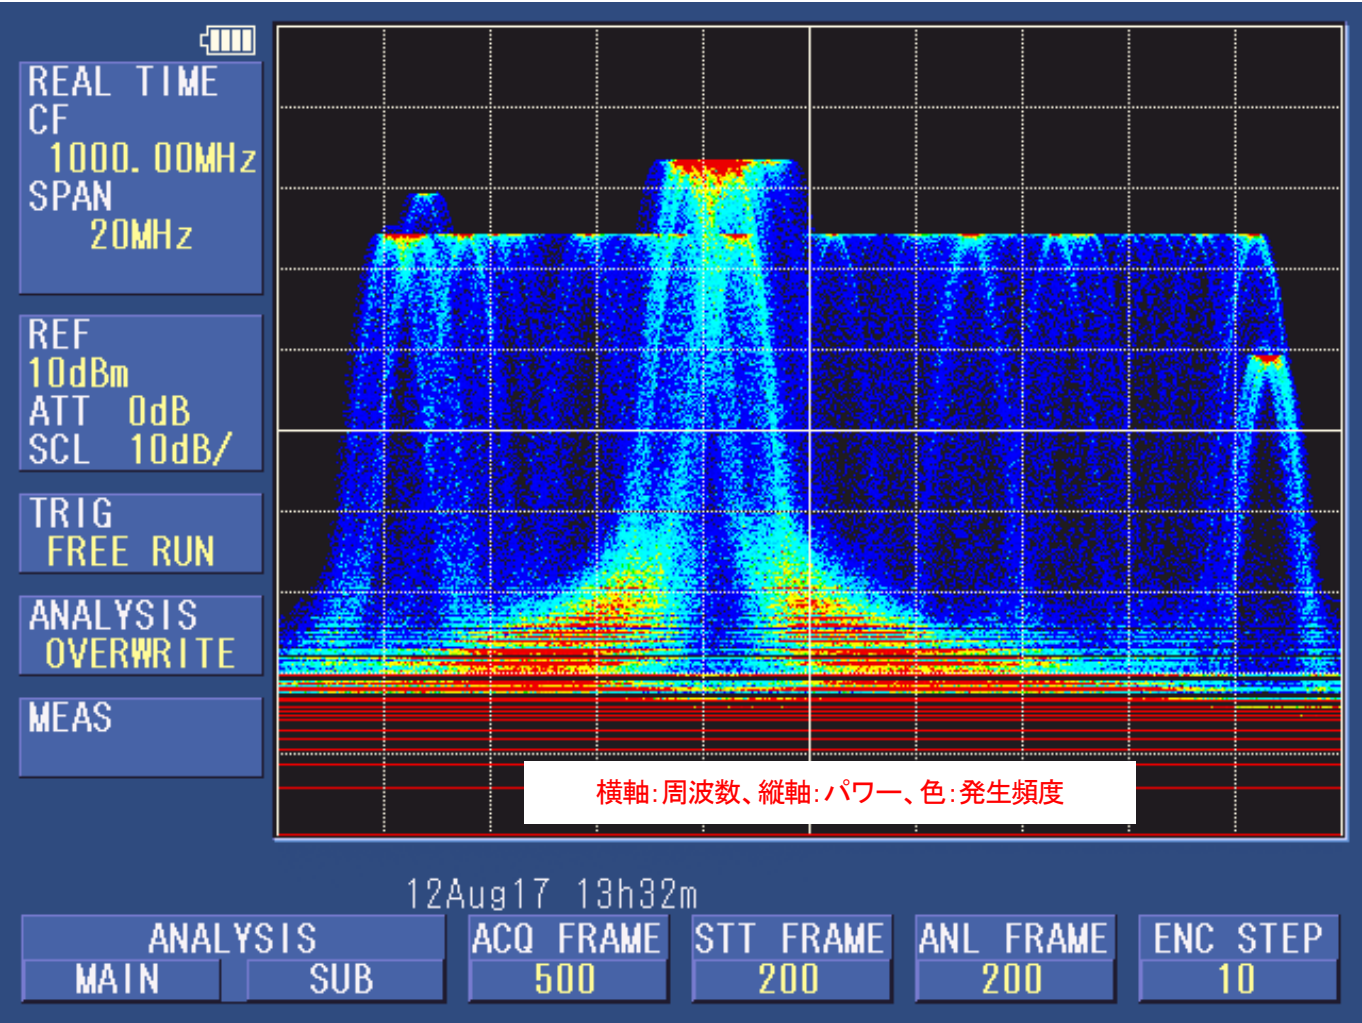 REAL TIME
CF
1000.00MHz
SPAN
20MHz
REF
10dBm
ATT 0dB
SCL 10dB/
TRIG
FREE RUN
ANALYSIS
OVERWRITE
MEAS
横軸:周波数、縦軸:パワー、色:発生頻度
12Aug17 13h32m
ANALYSIS
MAIN SUB
ACQ FRAME
500
STT FRAME
200
ANL FRAME
200
ENC STEP
10